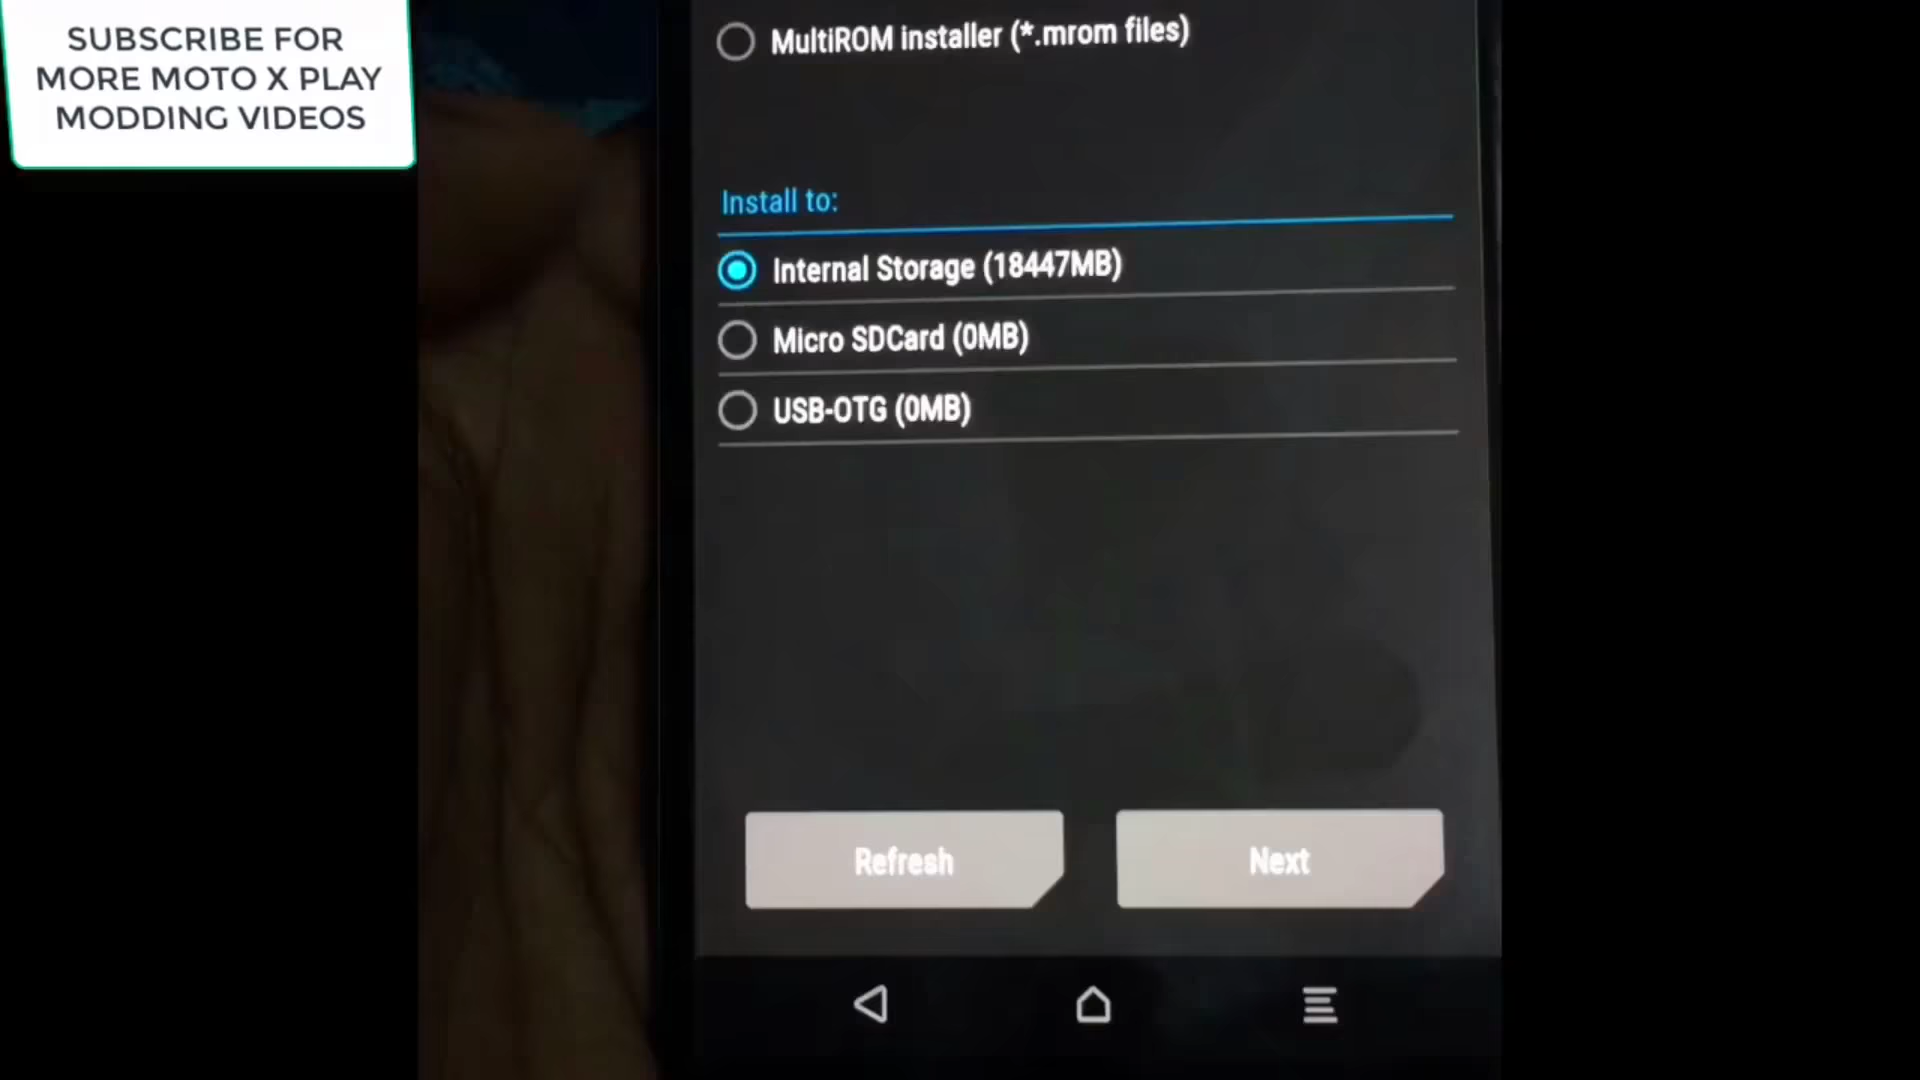 SUBSCRIBE FOR
MORE MOTO X PLAY
MODDING VIDEOS
MultiROM installer (*.mrom files)
Install to:
Internal Storage (18447MB)
Micro SDCard (0MB)
USB-OTG (0MB)
Refresh
Next